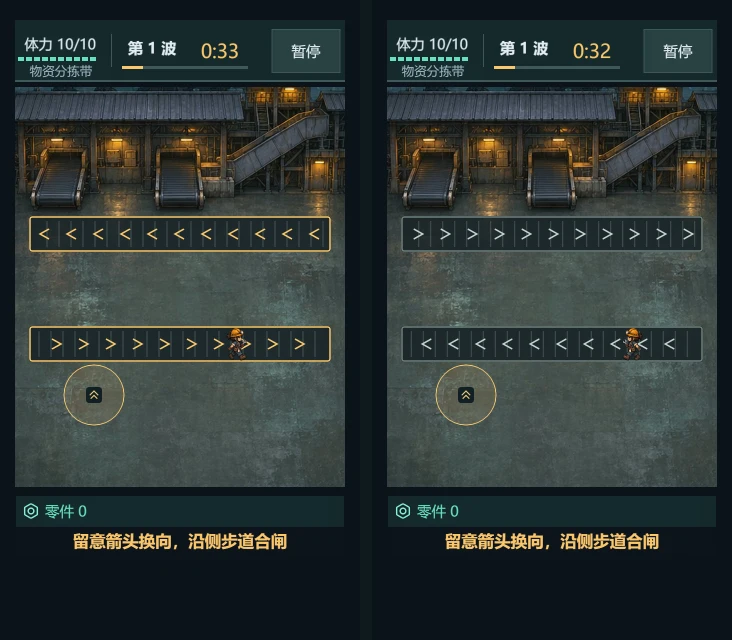 体力 10/10
物资分拣带
第 1 波
0:33
暂停
< < < < < < < < < < <
> > > > > > > > > >
零件 0
留意箭头换向，沿侧步道合闸
体力 10/10
物资分拣带
第 1 波
0:32
暂停
> > > > > > > > > > >
< < < < < < < < < <
零件 0
留意箭头换向，沿侧步道合闸